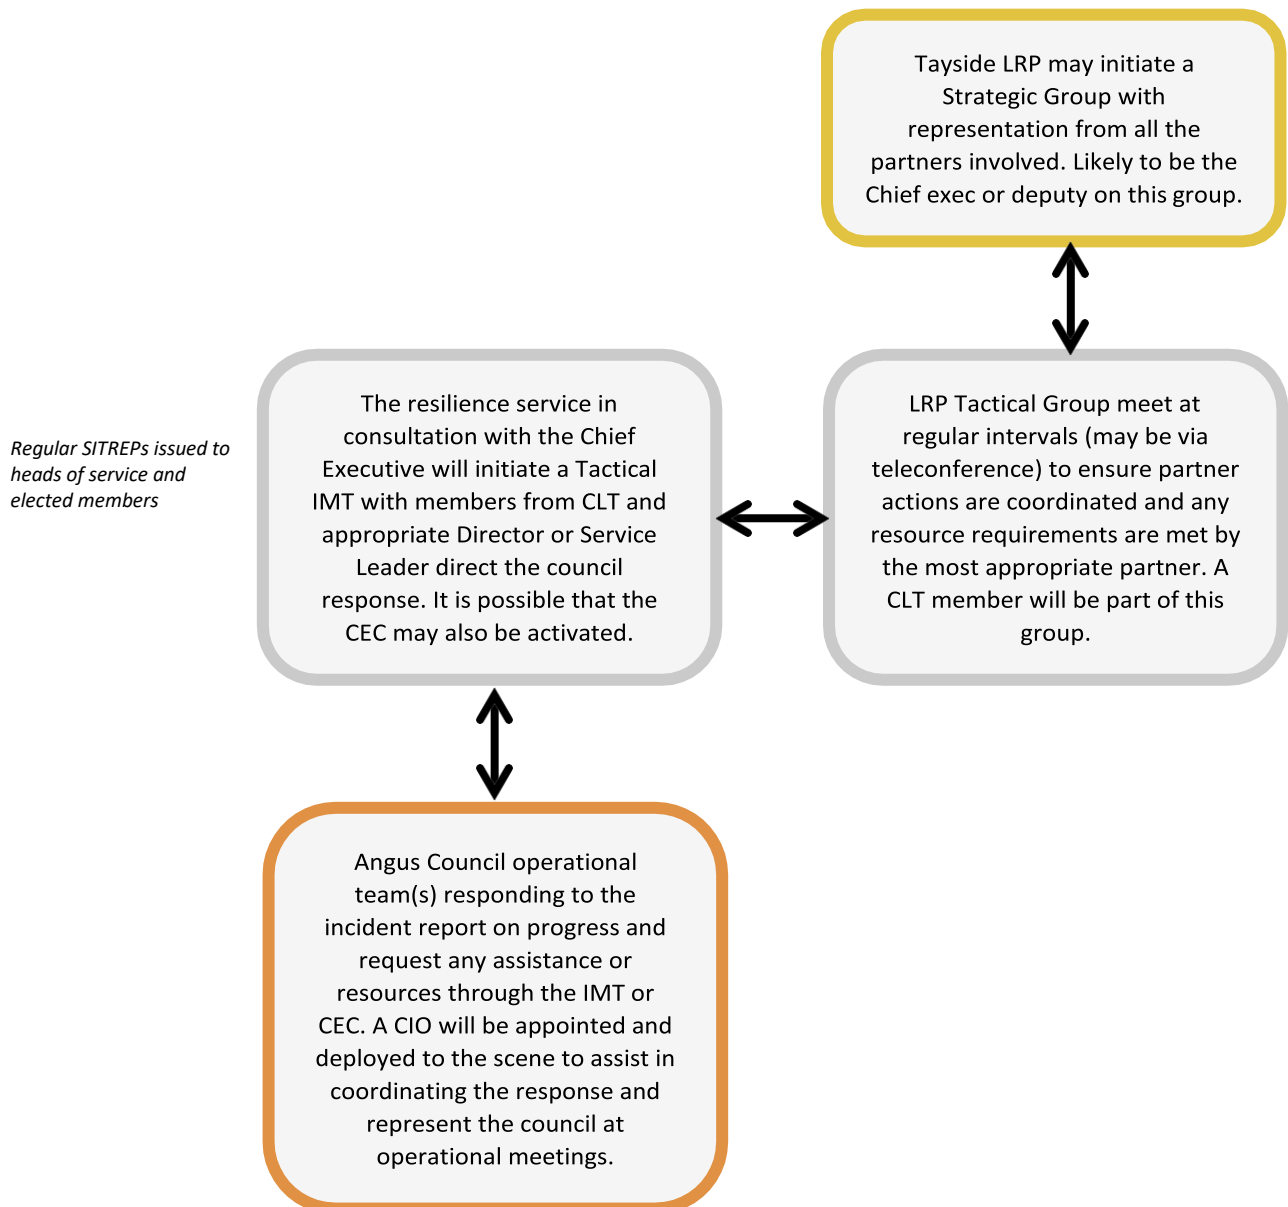 Tayside LRP may initiate a
Strategic Group with
representation from all the
partners involved. Likely to be the
Chief exec or deputy on this group.
Regular SITREPs issued to
heads of service and
elected members
The resilience service in
consultation with the Chief
Executive will initiate a Tactical
IMT with members from CLT and
appropriate Director or Service
Leader direct the council
response. It is possible that the
CEC may also be activated.
LRP Tactical Group meet at
regular intervals (may be via
teleconference) to ensure partner
actions are coordinated and any
resource requirements are met by
the most appropriate partner. A
CLT member will be part of this
group.
Angus Council operational
team(s) responding to the
incident report on progress and
request any assistance or
resources through the IMT or
CEC. A CIO will be appointed and
deployed to the scene to assist in
coordinating the response and
represent the council at
operational meetings.